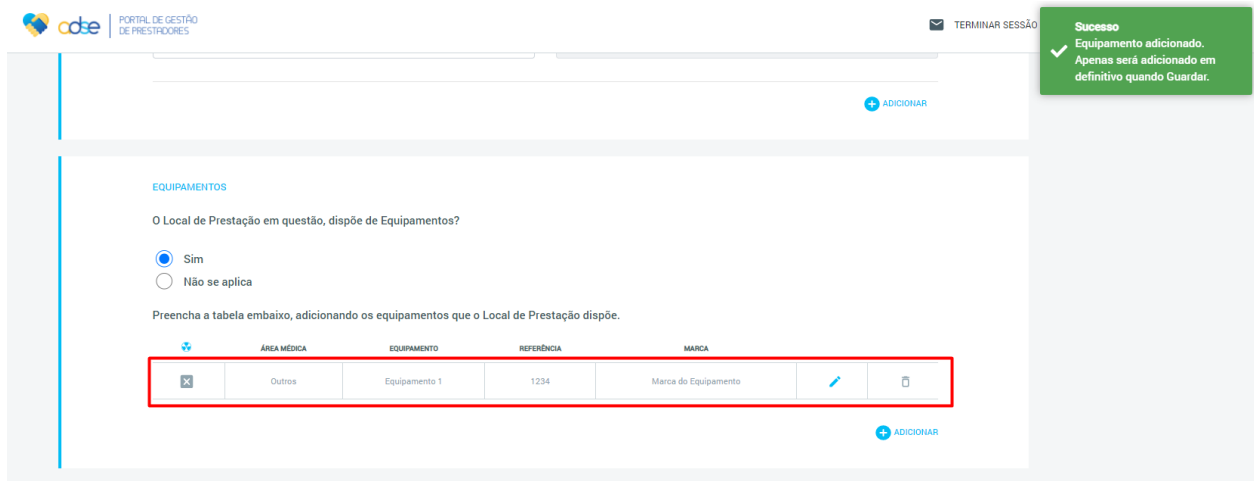 adse
PORTAL DE GESTÃO
DE PRESTADORES
TERMINAR SESSÃO
Sucesso
Equipamento adicionado.
Apenas será adicionado em
definitivo quando Guardar.
ADICIONAR
EQUIPAMENTOS
O Local de Prestação em questão, dispõe de Equipamentos?
Sim
Não se aplica
Preencha a tabela embaixo, adicionando os equipamentos que o Local de Prestação dispõe.
ÁREA MÉDICA EQUIPAMENTO REFERÊNCIA MARCA
Outros Equipamento 1 1234 Marca do Equipamento
ADICIONAR